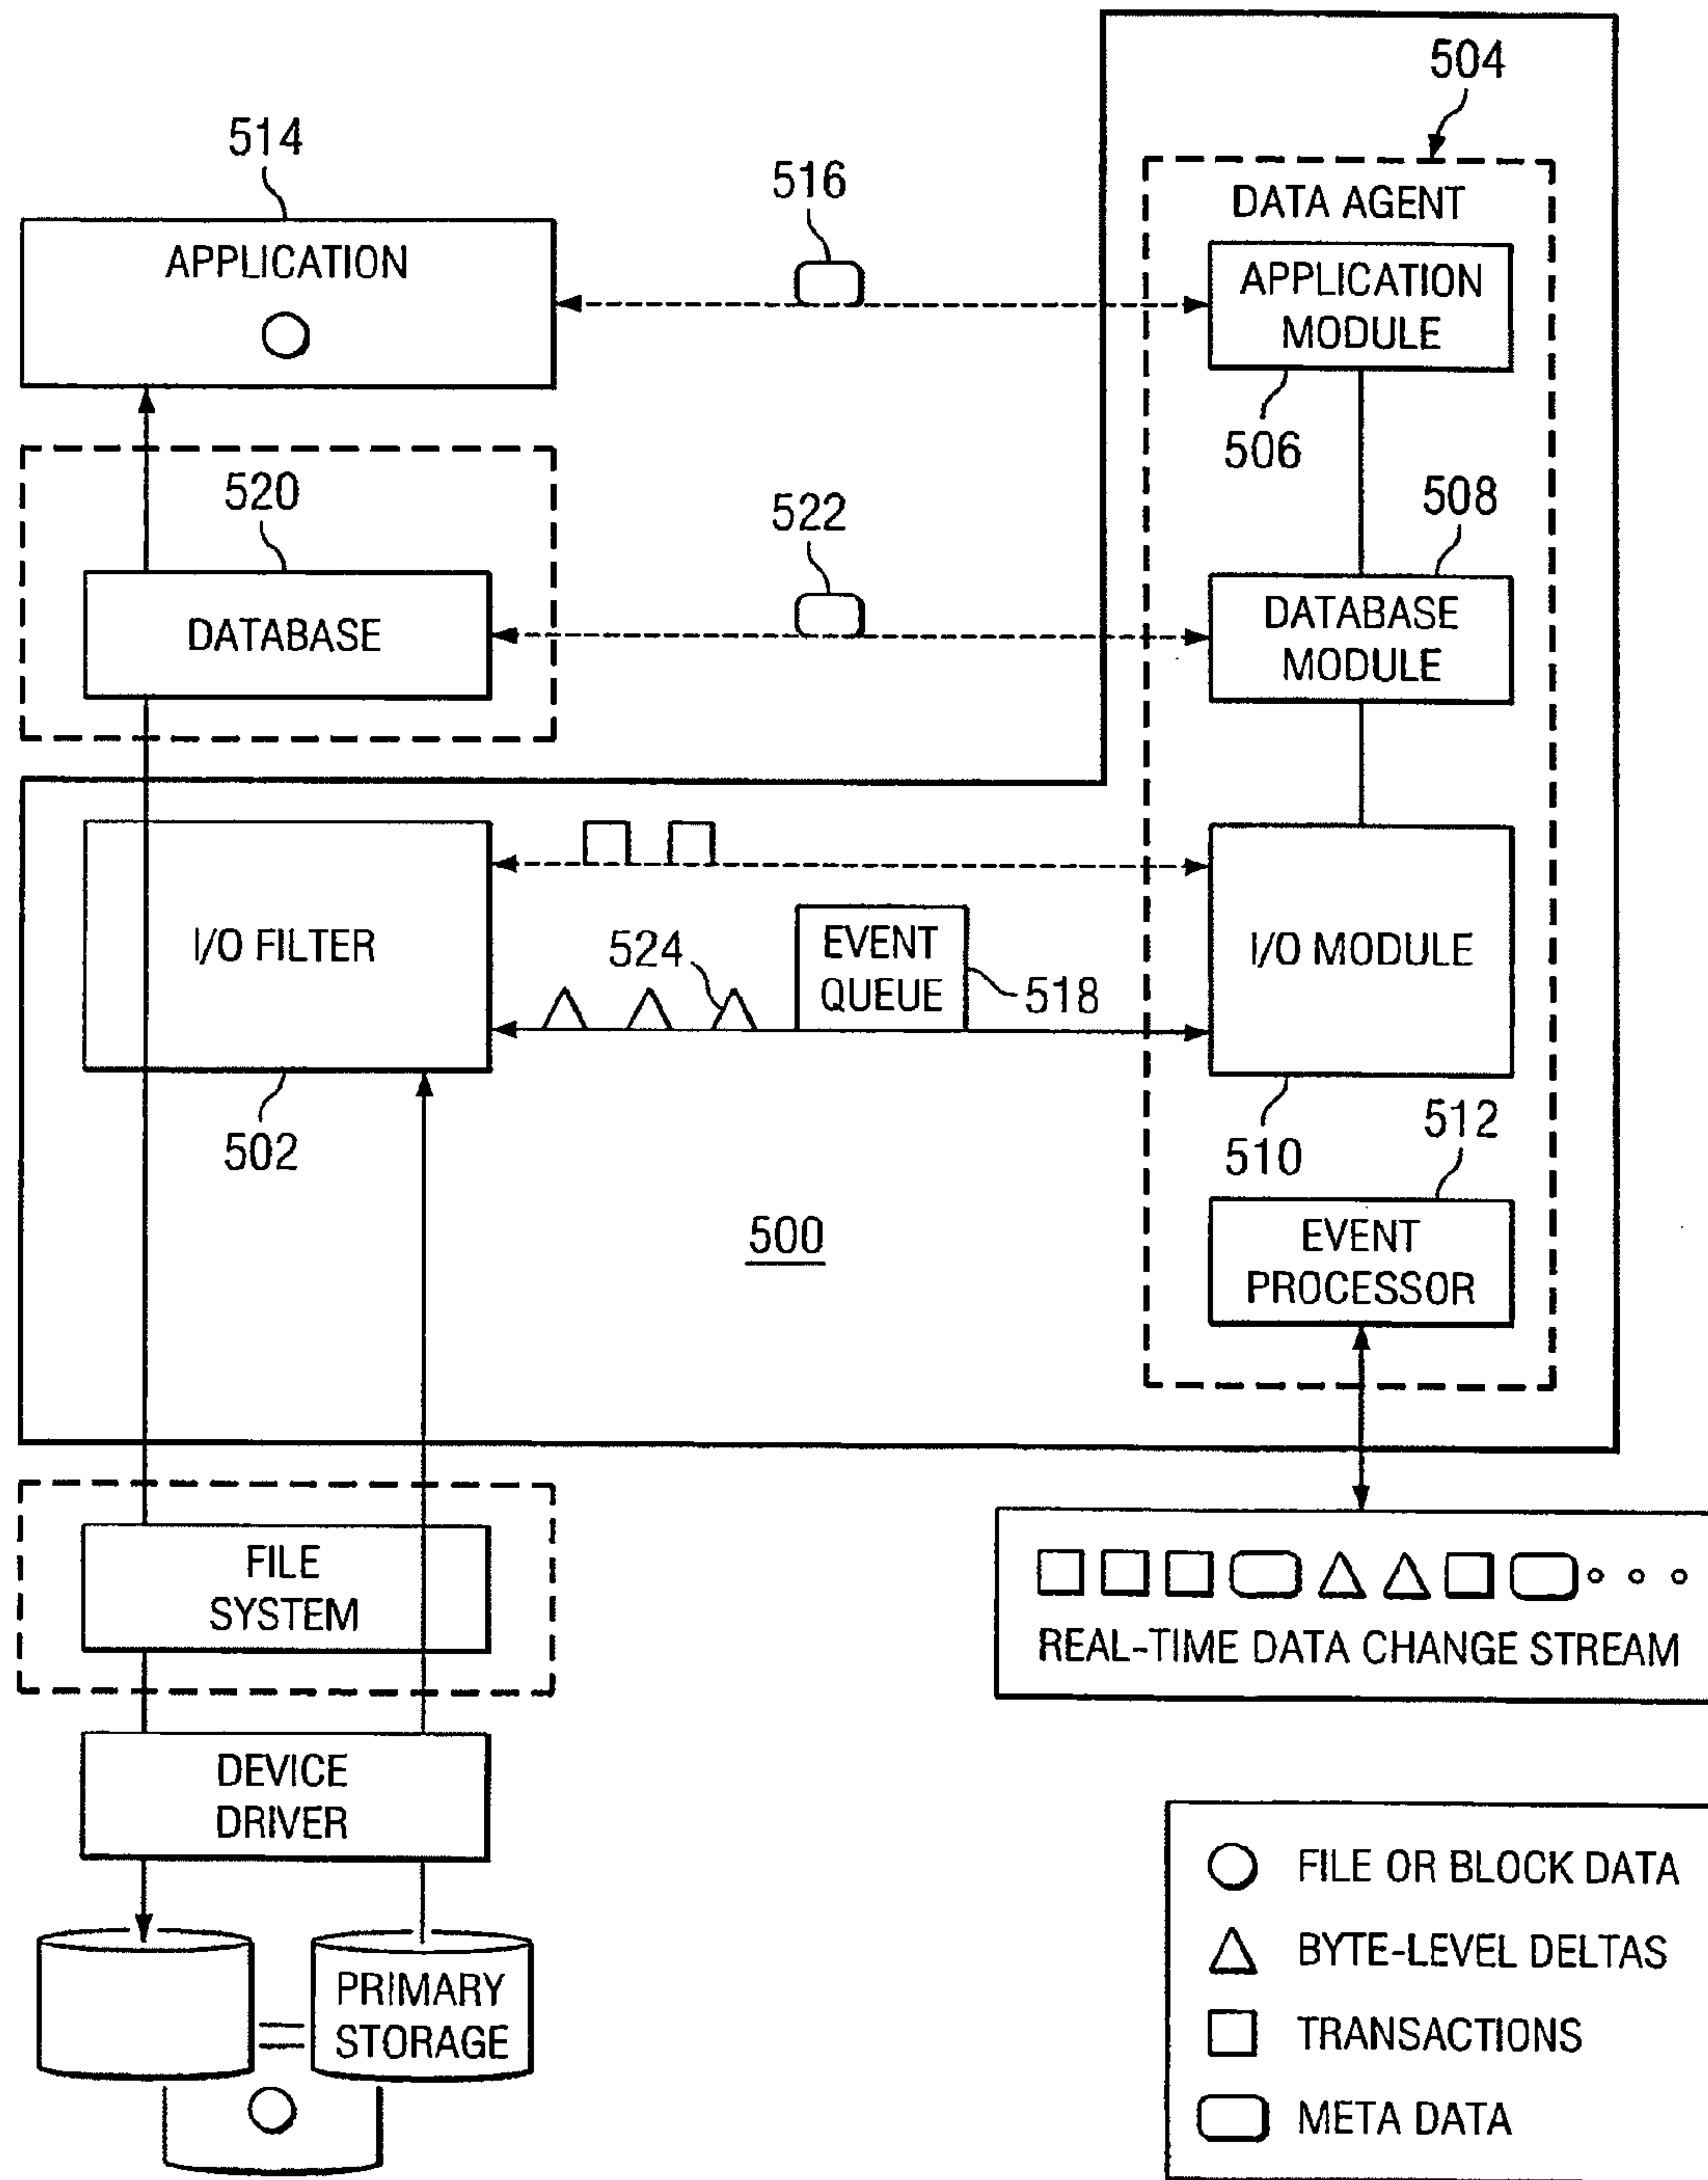 504
514
516
DATA AGENT
APPLICATION
APPLICATION
MODULE
506
520
522
508
DATABASE
DATABASE
MODULE
I/O FILTER
524
EVENT
QUEUE
518
I/O MODULE
502
510
512
500
EVENT
PROCESSOR
FILE
SYSTEM
REAL-TIME DATA CHANGE STREAM
DEVICE
DRIVER
PRIMARY
STORAGE
FILE OR BLOCK DATA
BYTE-LEVEL DELTAS
TRANSACTIONS
META DATA